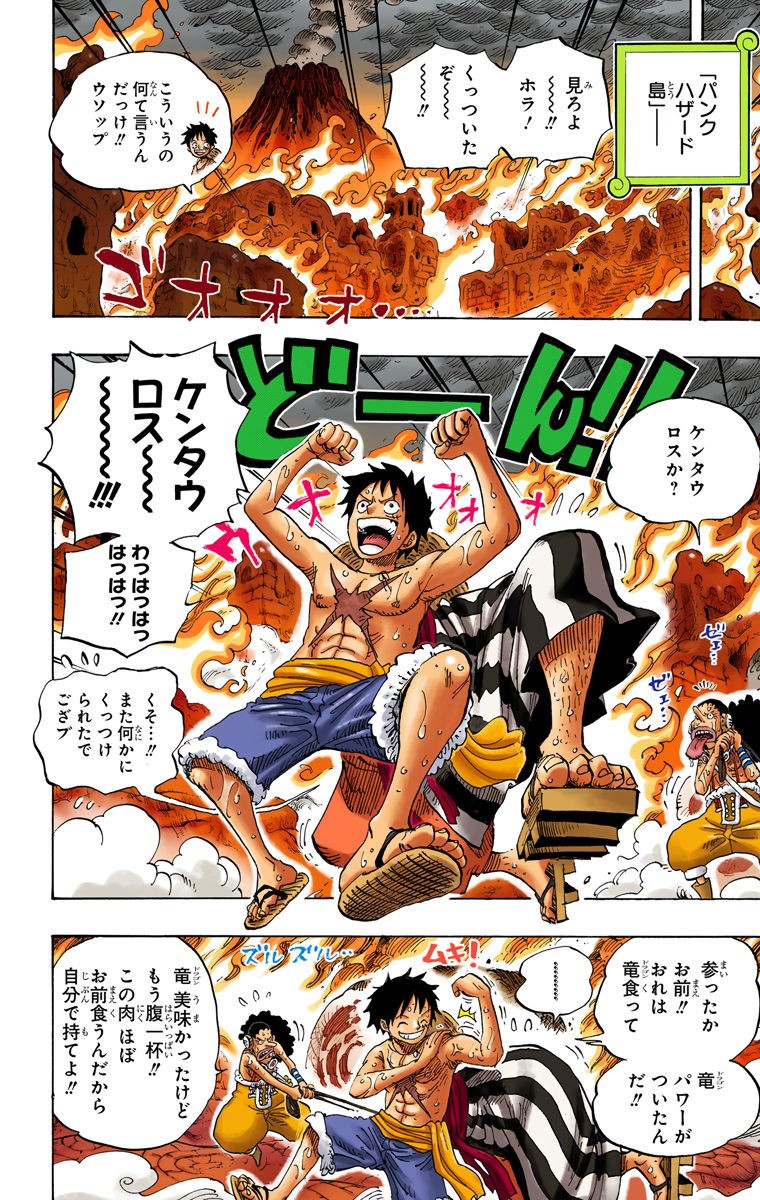 「パンク
ハザード
島」──
見ろよ
〜〜!!
ホラ!
くっついた
ぞ〜
〜〜!!
こういうの
何て言うん
だっけ!!
ウソップ
ゴオオオ…
ケンタウ
ロスか?
どーん!!
ケンタウ
ロス〜〜
〜〜〜!!!
わっはっはっ
はっはっ!!
ウオオオ
ゼェ…
ゼェ…
くそ…!!
また何かに
くっつけ
られたで
ござブ
参ったか
お前!!
おれは
竜食って
竜
パワーが
ついたん
だ!!
…………
ムキ!
ズルズル…
竜美味かったけど
もう腹一杯!!
この肉ほぼ
お前食うんだから
自分で持てよ!!